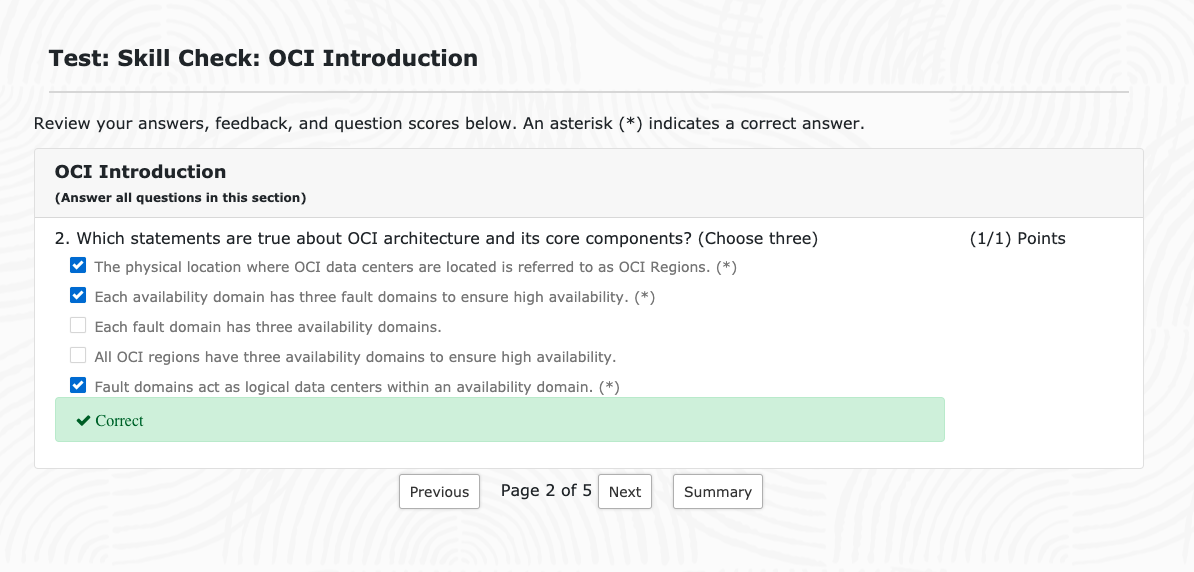 Test: Skill Check: OCI Introduction
Review your answers, feedback, and question scores below. An asterisk (*) indicates a correct answer.
OCI Introduction
(Answer all questions in this section)
2. Which statements are true about OCI architecture and its core components? (Choose three) (1/1) Points
The physical location where OCI data centers are located is referred to as OCI Regions. (*)
Each availability domain has three fault domains to ensure high availability. (*)
Each fault domain has three availability domains.
All OCI regions have three availability domains to ensure high availability.
Fault domains act as logical data centers within an availability domain. (*)
Correct
Previous Page 2 of 5 Next Summary